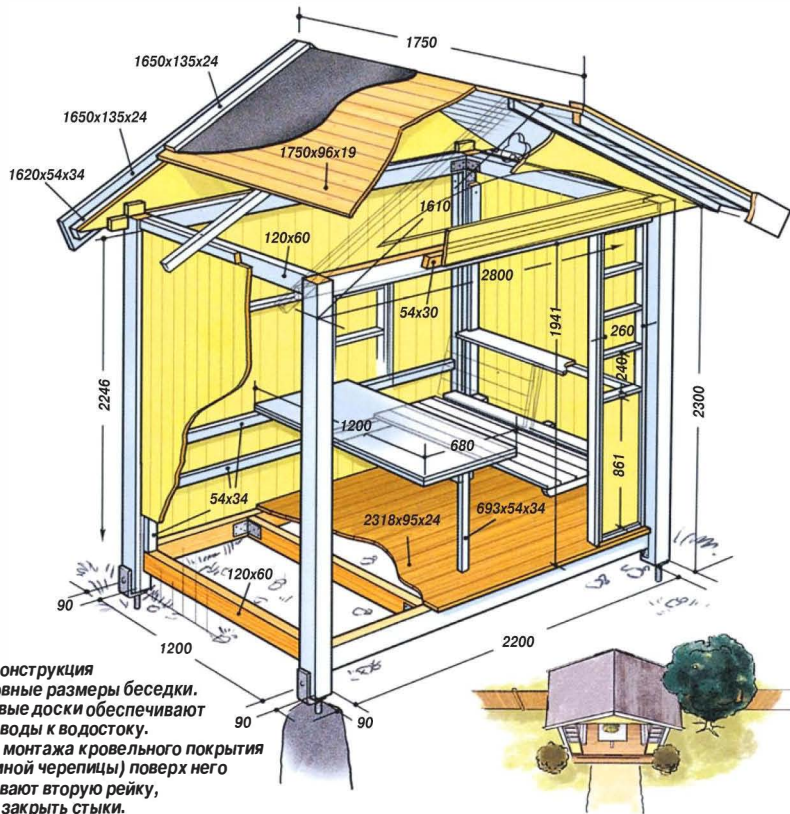 1750
1650x135x24
1650x135x24
1750x96x19
1620x54x34
1610
120x60
2800
54x30
1941
260
240
2246
2300
1200
680
861
54x34
2318x95x24
693x54x34
120x60
90
1200
2200
90
90
онструкция
вные размеры беседки.
вые доски обеспечивают
воды к водостоку.
монтажа кровельного покрытия
иной черепицы) поверх него
вают вторую рейку,
закрыть стыки.